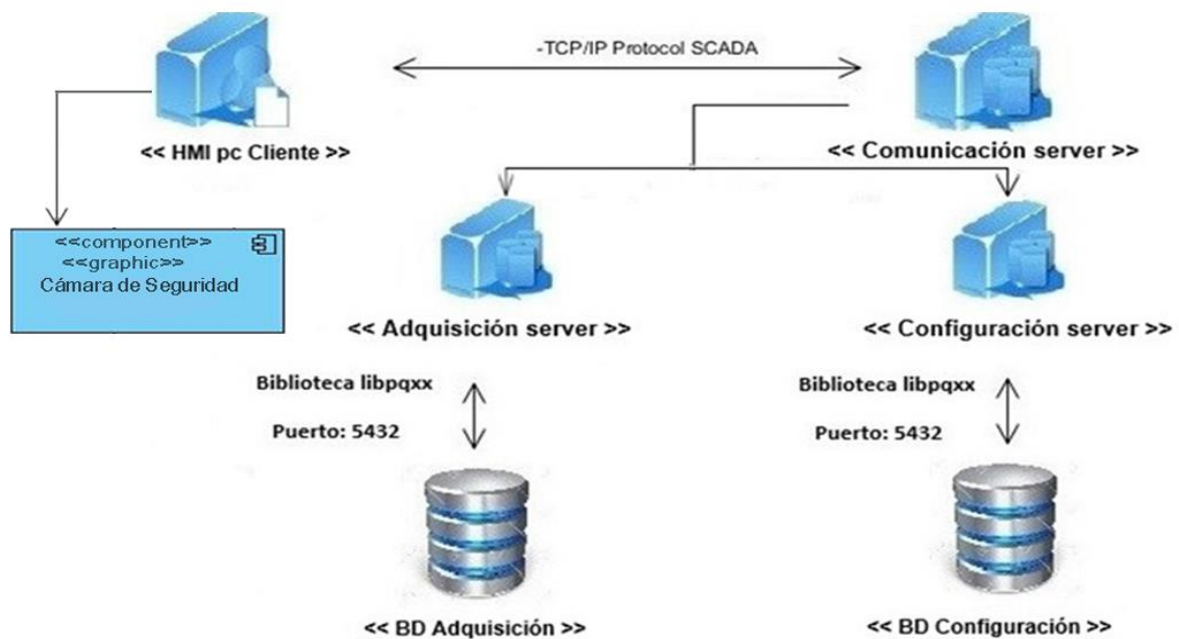 -TCP/IP Protocol SCADA
<< HMI pc Cliente >>
<< Comunicación server >>
<<component>>
<<graphic>>
Cámara de Seguridad
<< Adquisición server >>
<< Configuración server >>
Biblioteca libpqxx
Puerto: 5432
Biblioteca libpqxx
Puerto: 5432
<< BD Adquisición >>
<< BD Configuración >>